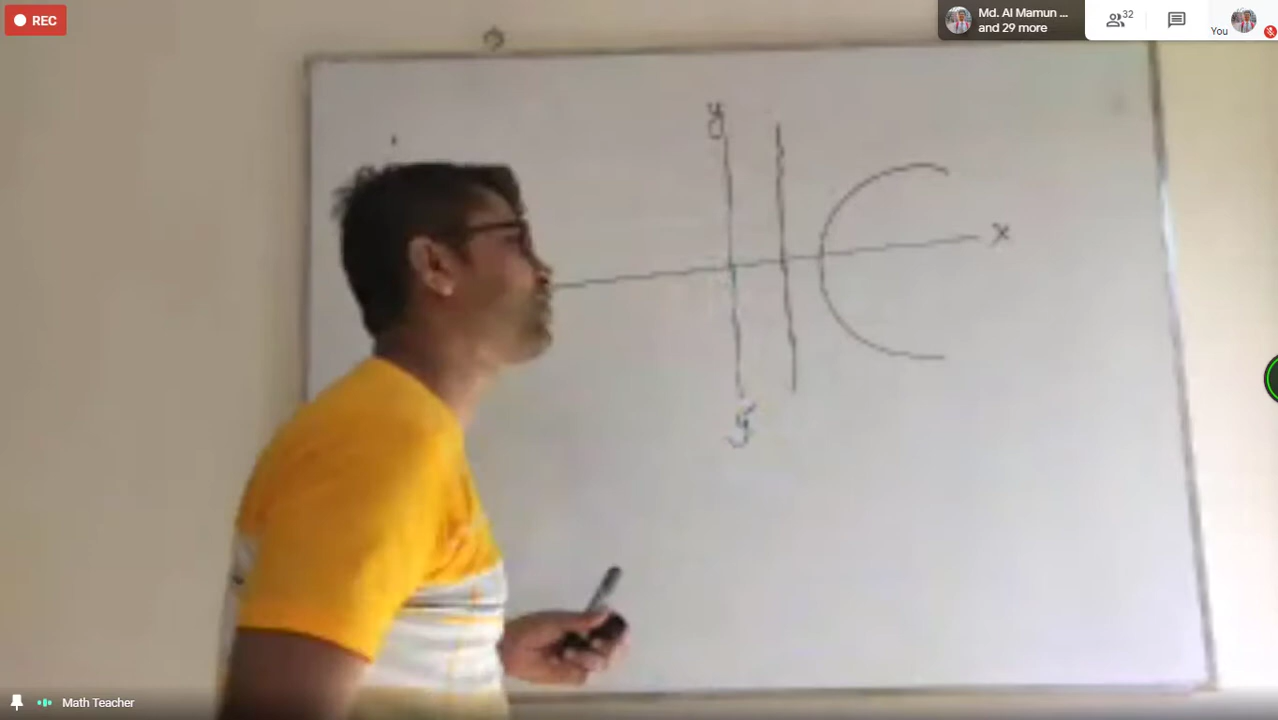 REC
Md. Al Mamun ...
and 29 more
32
You
y
x
y'
Math Teacher